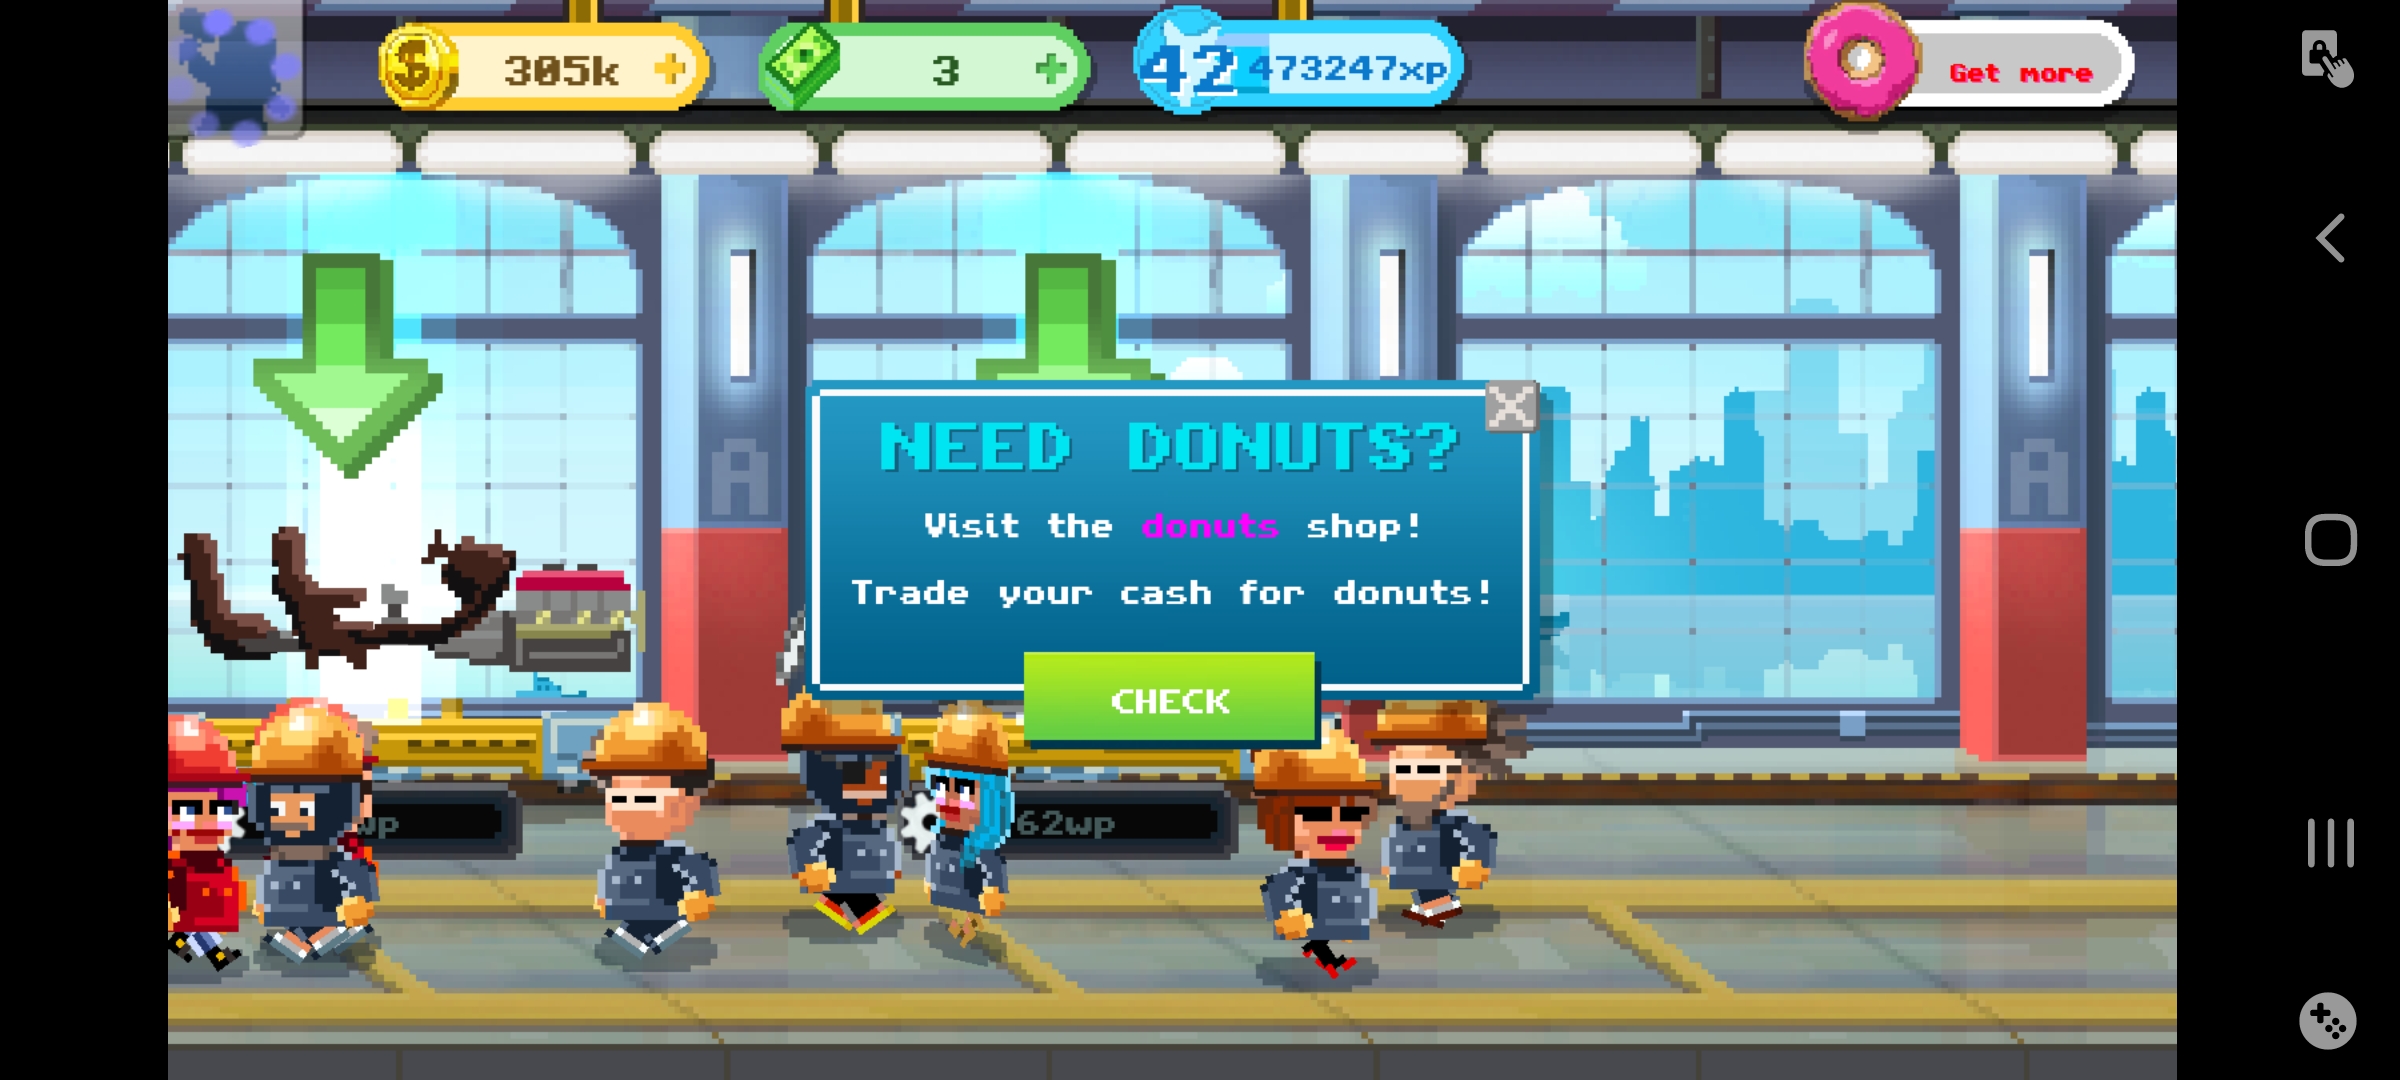 305k
3
42
473247xp
Get more
A
A
NEED DONUTS?
Visit the donuts shop!
Trade your cash for donuts!
CHECK
wp
62wp